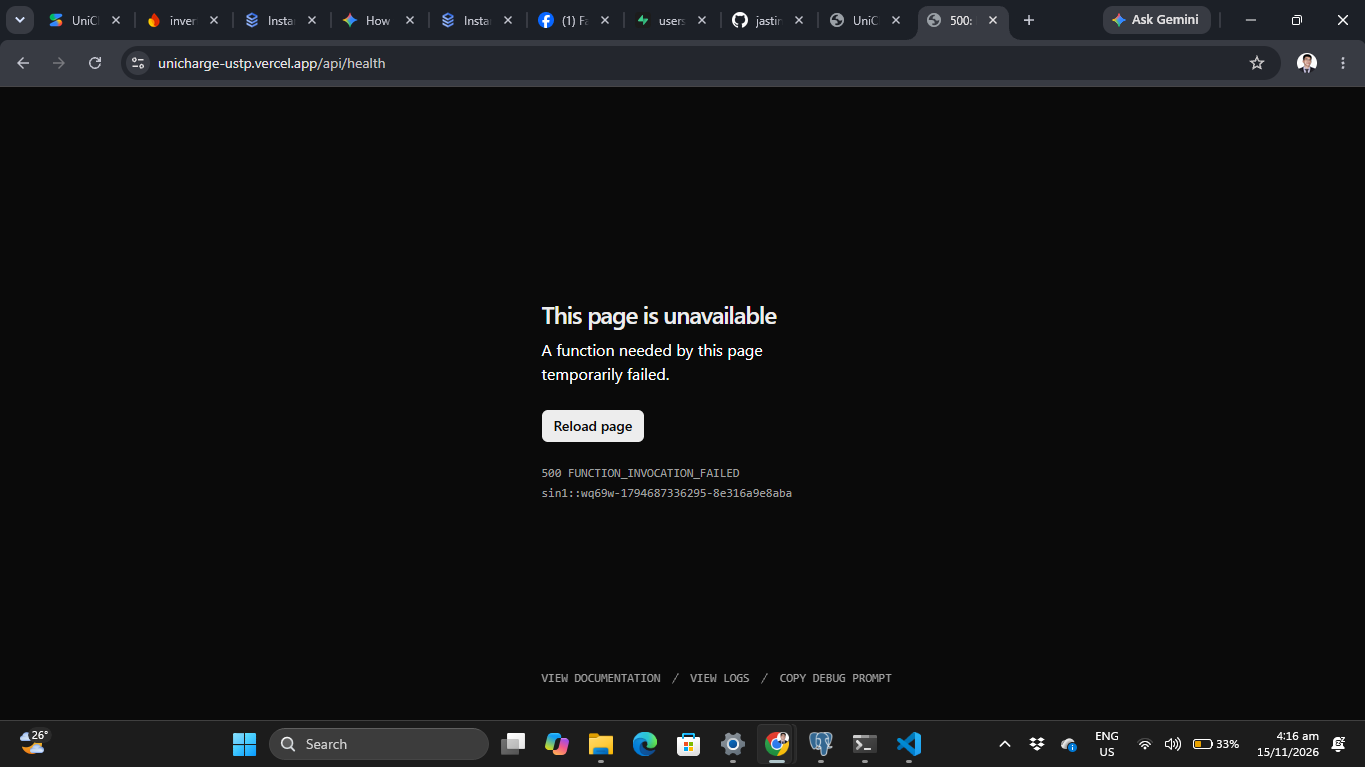 UniCl
inver
Insta
How
Insta
(1) Fa
users
jastir
UniC
500:
Ask Gemini
unicharge-ustp.vercel.app/api/health
This page is unavailable
A function needed by this page
temporarily failed.
Reload page
500 FUNCTION_INVOCATION_FAILED
sin1::wq69w-1794687336295-8e316a9e8aba
VIEW DOCUMENTATION / VIEW LOGS / COPY DEBUG PROMPT
26°
Search
ENG
US
33%
4:16 am
15/11/2026